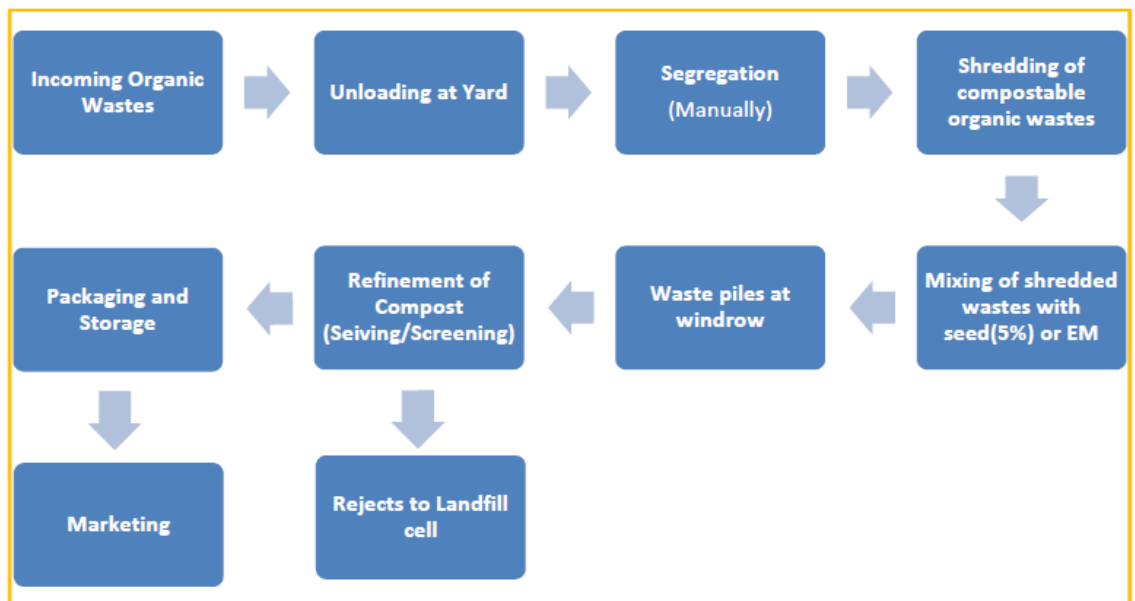 Incoming Organic
Wastes
Unloading at Yard
Segregation
(Manually)
Shredding of
compostable
organic wastes
Mixing of shredded
wastes with
seed(5%) or EM
Waste piles at
windrow
Refinement of
Compost
(Seiving/Screening)
Packaging and
Storage
Marketing
Rejects to Landfill
cell